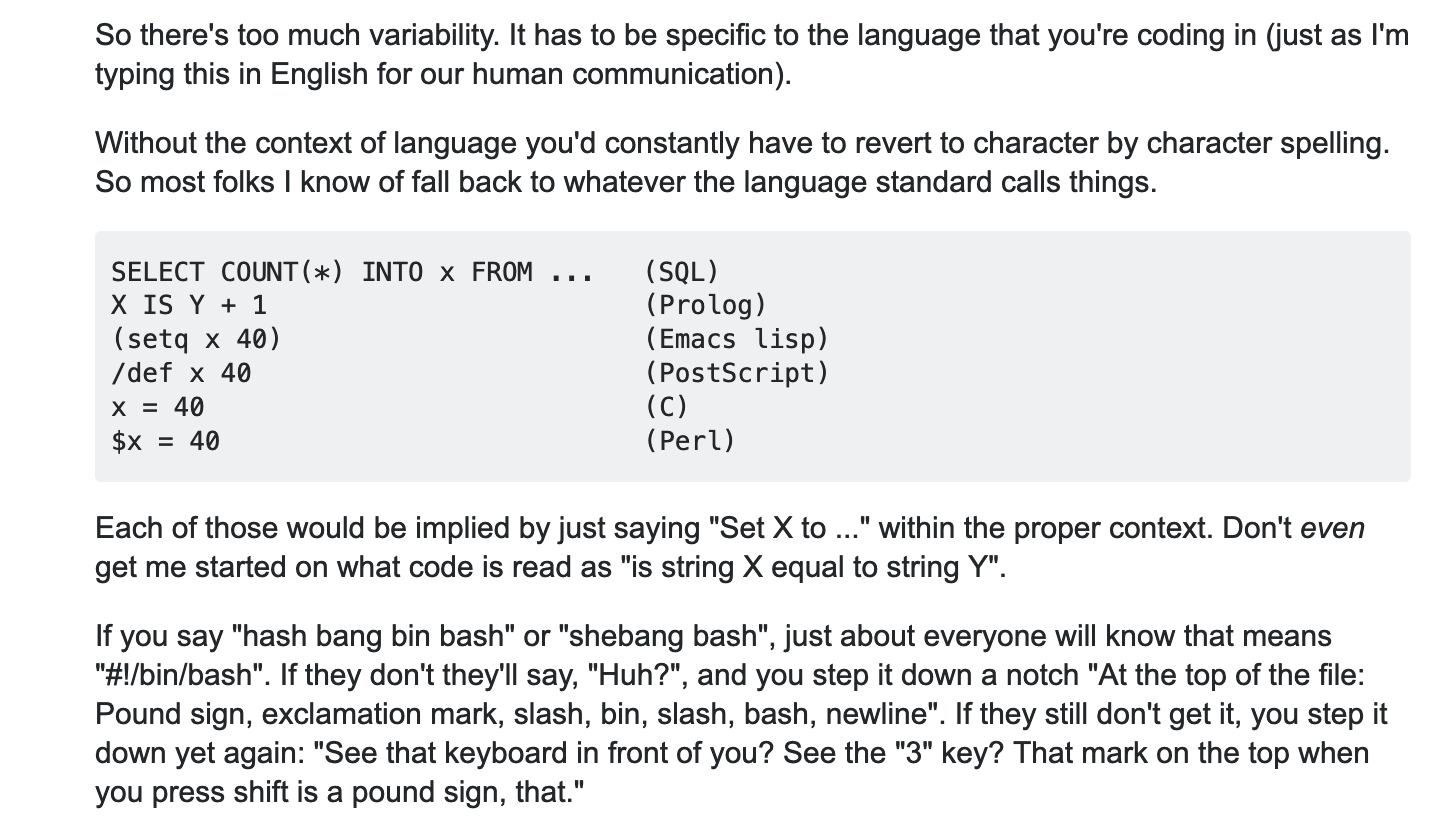 So there's too much variability. It has to be specific to the language that you're coding in (just as I'm
typing this in English for our human communication).
Without the context of language you'd constantly have to revert to character by character spelling.
So most folks I know of fall back to whatever the language standard calls things.
SELECT COUNT(*) INTO x FROM ...   (SQL)
X IS Y + 1                        (Prolog)
(setq x 40)                       (Emacs lisp)
/def x 40                         (PostScript)
x = 40                            (C)
$x = 40                           (Perl)
Each of those would be implied by just saying "Set X to ..." within the proper context. Don't even
get me started on what code is read as "is string X equal to string Y".
If you say "hash bang bin bash" or "shebang bash", just about everyone will know that means
"#!/bin/bash". If they don't they'll say, "Huh?", and you step it down a notch "At the top of the file:
Pound sign, exclamation mark, slash, bin, slash, bash, newline". If they still don't get it, you step it
down yet again: "See that keyboard in front of you? See the "3" key? That mark on the top when
you press shift is a pound sign, that."